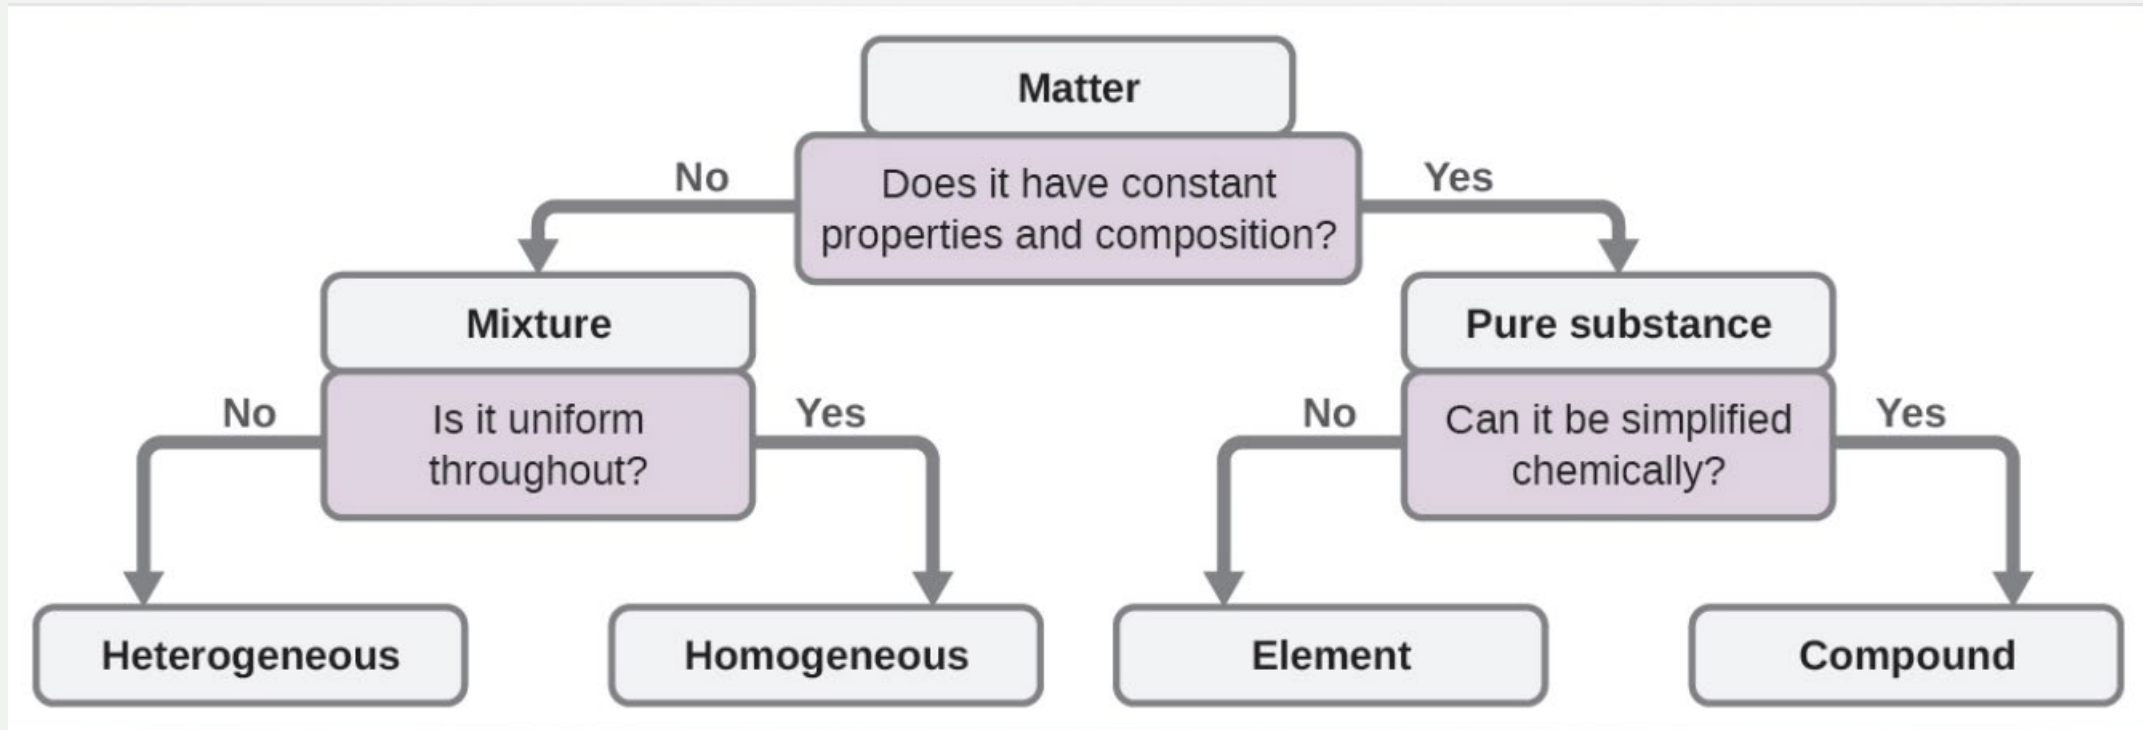 Matter
No
Does it have constant
properties and composition?
Yes
Mixture
Pure substance
No
Is it uniform
throughout?
Yes
No
Can it be simplified
chemically?
Yes
Heterogeneous
Homogeneous
Element
Compound